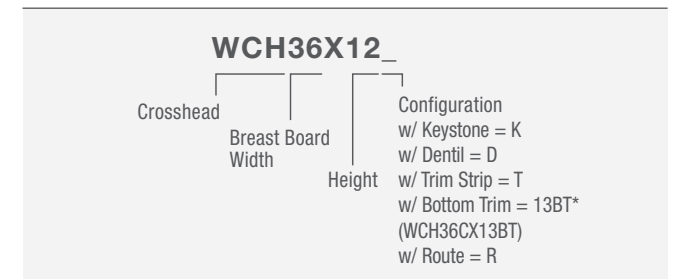 WCH36X12_
Crosshead
Breast Board
Width
Height
Configuration
w/ Keystone = K
w/ Dentil = D
w/ Trim Strip = T
w/ Bottom Trim = 13BT*
(WCH36CX13BT)
w/ Route = R